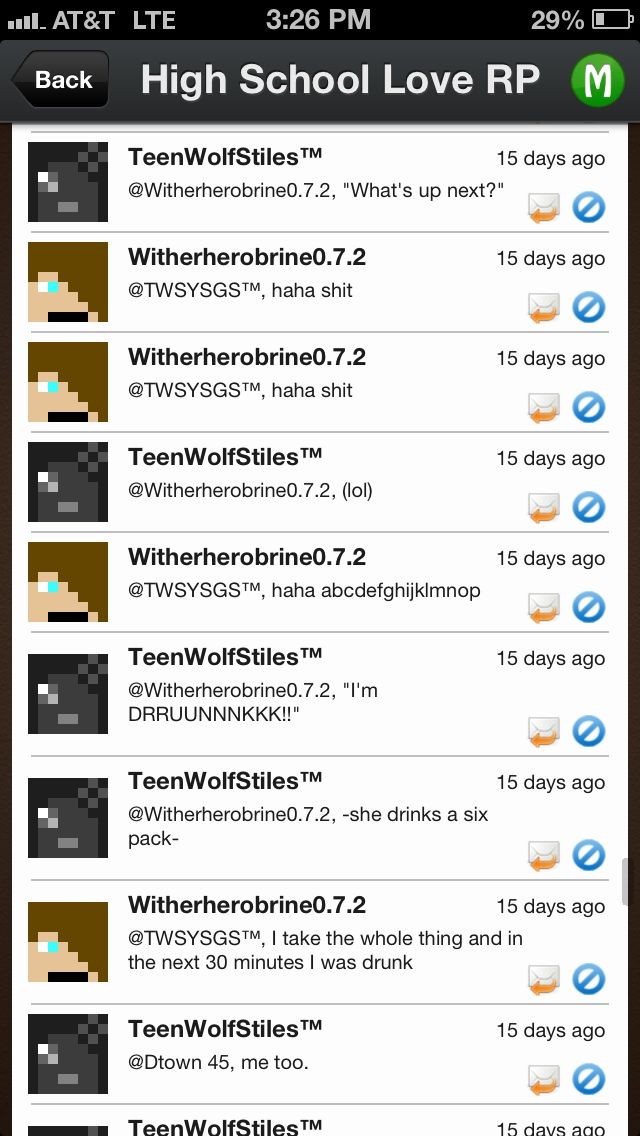 AT&T LTE 3:26 PM 29%
Back High School Love RP M
TeenWolfStiles™ 15 days ago
@Witherherobrine0.7.2, "What's up next?"
Witherherobrine0.7.2 15 days ago
@TWSYSGS™, haha shit
Witherherobrine0.7.2 15 days ago
@TWSYSGS™, haha shit
TeenWolfStiles™ 15 days ago
@Witherherobrine0.7.2, (lol)
Witherherobrine0.7.2 15 days ago
@TWSYSGS™, haha abcdefghijklmnop
TeenWolfStiles™ 15 days ago
@Witherherobrine0.7.2, "I'm
DRRUUNNNKKK!!"
TeenWolfStiles™ 15 days ago
@Witherherobrine0.7.2, -she drinks a six
pack-
Witherherobrine0.7.2 15 days ago
@TWSYSGS™, I take the whole thing and in
the next 30 minutes I was drunk
TeenWolfStiles™ 15 days ago
@Dtown 45, me too.
TeenWolfStiles™ 15 days ago